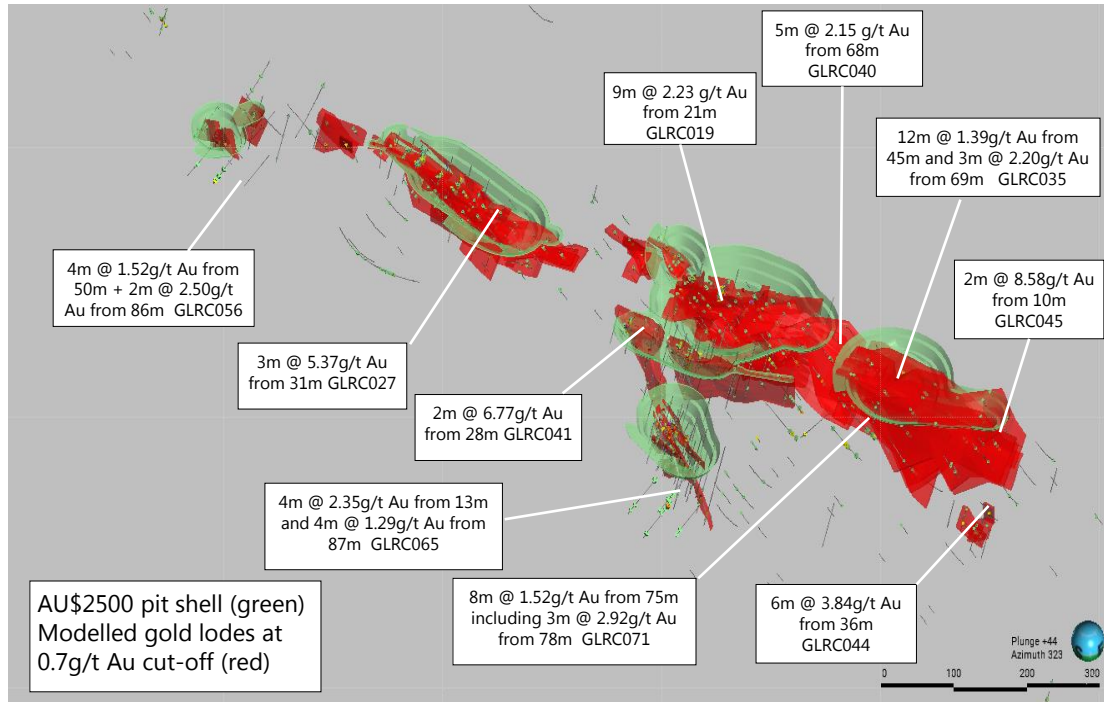 5m @ 2.15 g/t Au
from 68m
GLRC040
9m @ 2.23 g/t Au
from 21m
GLRC019
12m @ 1.39g/t Au from
45m and 3m @ 2.20g/t Au
from 69m GLRC035
4m @ 1.52g/t Au from
50m + 2m @ 2.50g/t
Au from 86m GLRC056
2m @ 8.58g/t Au
from 10m
GLRC045
3m @ 5.37g/t Au
from 31m GLRC027
2m @ 6.77g/t Au
from 28m GLRC041
4m @ 2.35g/t Au from 13m
and 4m @ 1.29g/t Au from
87m GLRC065
8m @ 1.52g/t Au from 75m
including 3m @ 2.92g/t Au
from 78m GLRC071
6m @ 3.84g/t Au
from 36m
GLRC044
AU$2500 pit shell (green)
Modelled gold lodes at
0.7g/t Au cut-off (red)
Plunge +44
Azimuth 323
0 100 200 300